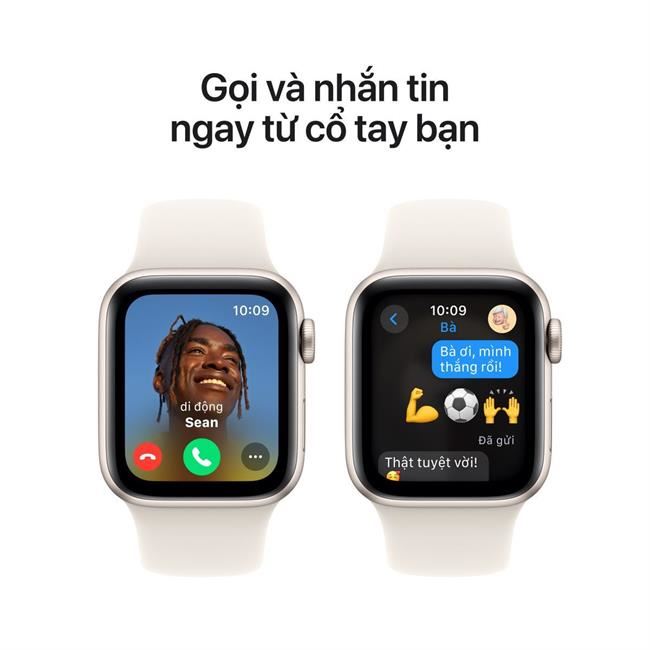 Gọi và nhắn tin
ngay từ cổ tay bạn
10:09
di động
Sean
10:09
Bà
Bà ơi, mình
thắng rồi!
💪⚽🙌
Đã gửi
Thật tuyệt vời!
🥰